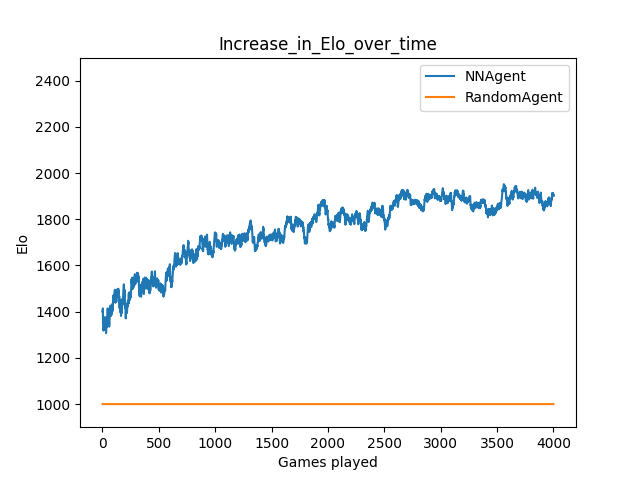 Increase_in_Elo_over_time
NNAgent
RandomAgent
2400
2200
2000
1800
1600
1400
1200
1000
Elo
0 500 1000 1500 2000 2500 3000 3500 4000
Games played